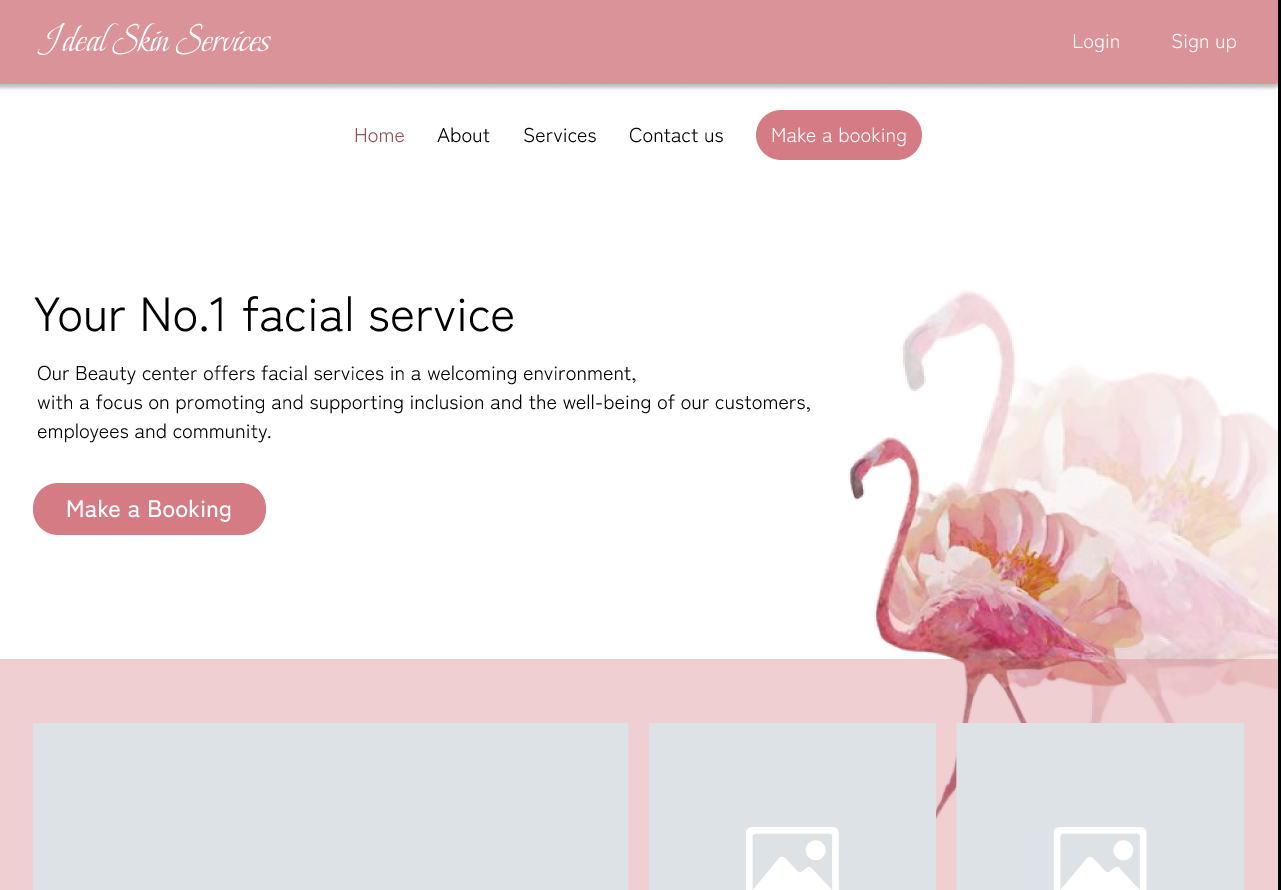 Ideal Skin Services
Login Sign up
Home About Services Contact us Make a booking
Your No.1 facial service
Our Beauty center offers facial services in a welcoming environment,
with a focus on promoting and supporting inclusion and the well-being of our customers,
employees and community.
Make a Booking